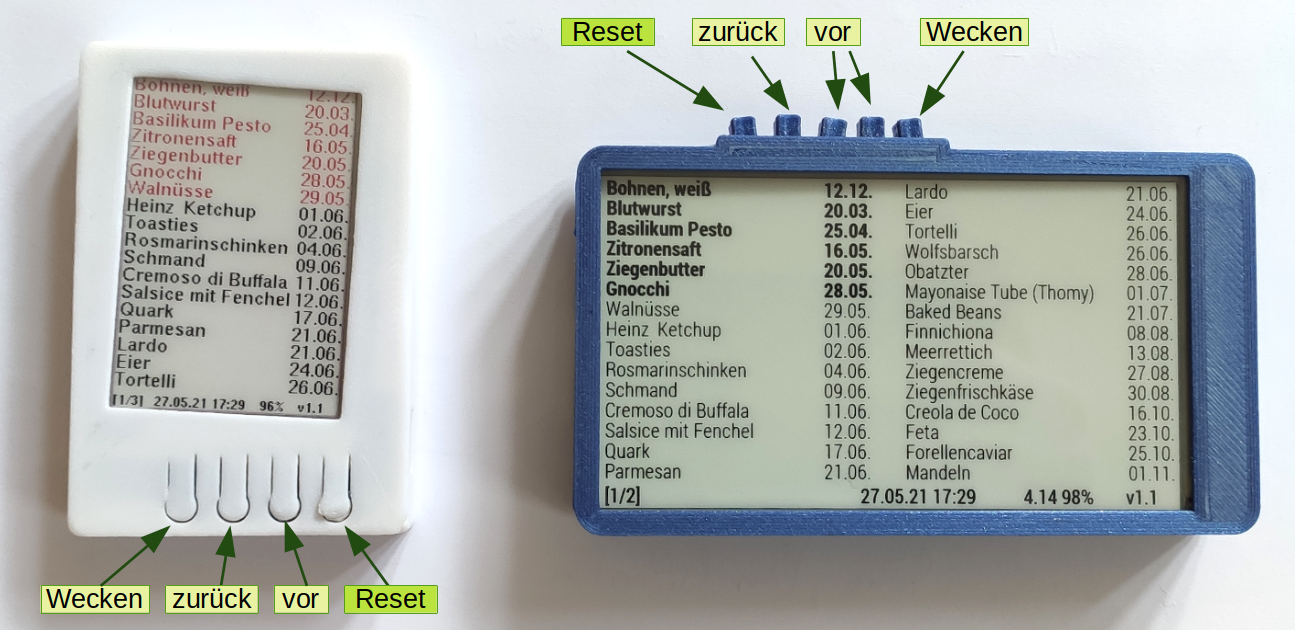 Reset zurück vor Wecken
Bohnen, weiß 12.12.
Blutwurst 20.03.
Basilikum Pesto 25.04.
Zitronensaft 16.05.
Ziegenbutter 20.05.
Gnocchi 28.05.
Walnüsse 29.05.
Heinz Ketchup 01.06.
Toasties 02.06.
Rosmarinschinken 04.06.
Schmand 09.06.
Cremoso di Buffala 11.06.
Salsice mit Fenchel 12.06.
Quark 17.06.
Parmesan 21.06.
Lardo 21.06.
Eier 24.06.
Tortelli 26.06.
[1/3] 27.05.21 17:29 96% v1.1
Wecken zurück vor Reset
Bohnen, weiß 12.12.
Blutwurst 20.03.
Basilikum Pesto 25.04.
Zitronensaft 16.05.
Ziegenbutter 20.05.
Gnocchi 28.05.
Walnüsse 29.05.
Heinz Ketchup 01.06.
Toasties 02.06.
Rosmarinschinken 04.06.
Schmand 09.06.
Cremoso di Buffala 11.06.
Salsice mit Fenchel 12.06.
Quark 17.06.
Parmesan 21.06.
Lardo 21.06.
Eier 24.06.
Tortelli 26.06.
Wolfsbarsch 26.06.
Obatzter 28.06.
Mayonaise Tube (Thomy) 01.07.
Baked Beans 21.07.
Finnichiona 08.08.
Meerrettich 13.08.
Ziegencreme 27.08.
Ziegenfrischkäse 30.08.
Creola de Coco 16.10.
Feta 23.10.
Forellencaviar 25.10.
Mandeln 01.11.
[1/2] 27.05.21 17:29 4.14 98% v1.1